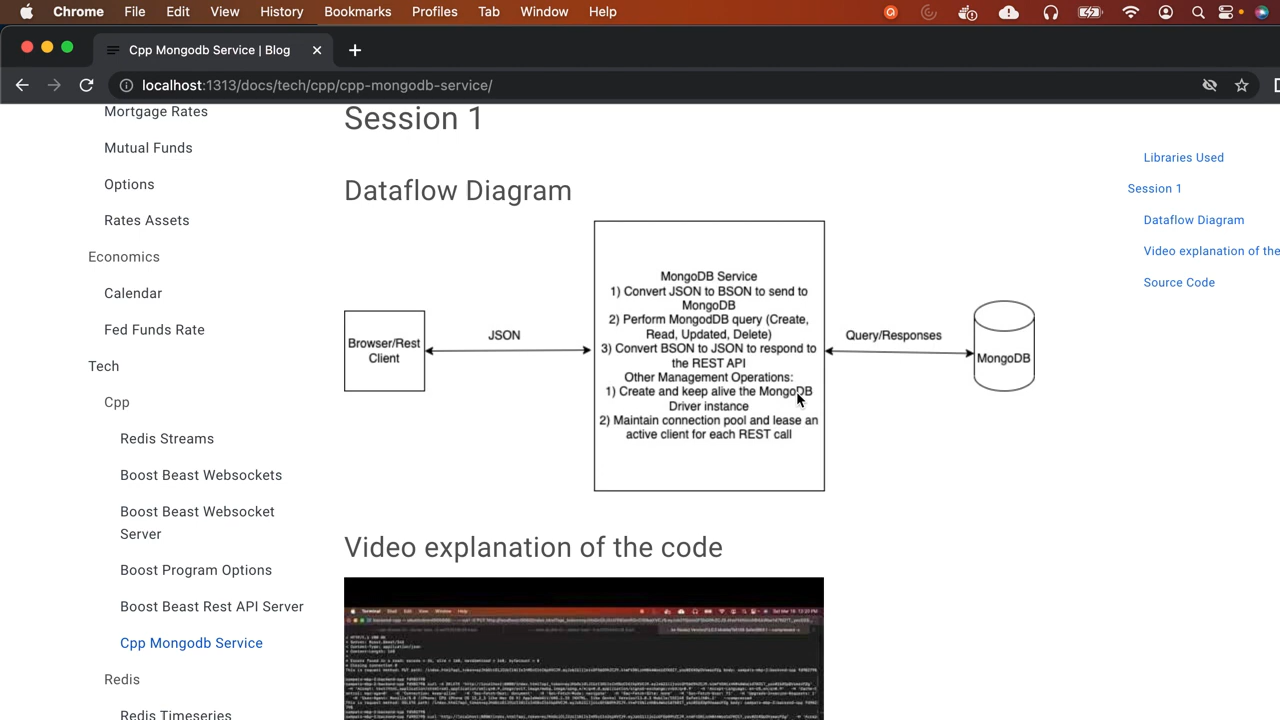 Chrome File Edit View History Bookmarks Profiles Tab Window Help
Cpp Mongodb Service | Blog
localhost:1313/docs/tech/cpp/cpp-mongodb-service/
Mortgage Rates
Mutual Funds
Options
Rates Assets
Economics
Calendar
Fed Funds Rate
Tech
Cpp
Redis Streams
Boost Beast Websockets
Boost Beast Websocket
Server
Boost Program Options
Boost Beast Rest API Server
Cpp Mongodb Service
Redis
Redis Timeseries
Session 1
Dataflow Diagram
Browser/Rest
Client
JSON
MongoDB Service
1) Convert JSON to BSON to send to
MongoDB
2) Perform MongodDB query (Create,
Read, Updated, Delete)
3) Convert BSON to JSON to respond to
the REST API
Other Management Operations:
1) Create and keep alive the MongoDB
Driver instance
2) Maintain connection pool and lease an
active client for each REST call
Query/Responses
MongoDB
Video explanation of the code
Terminal Shell Edit View Window Help
Libraries Used
Session 1
Dataflow Diagram
Video explanation of the
Source Code